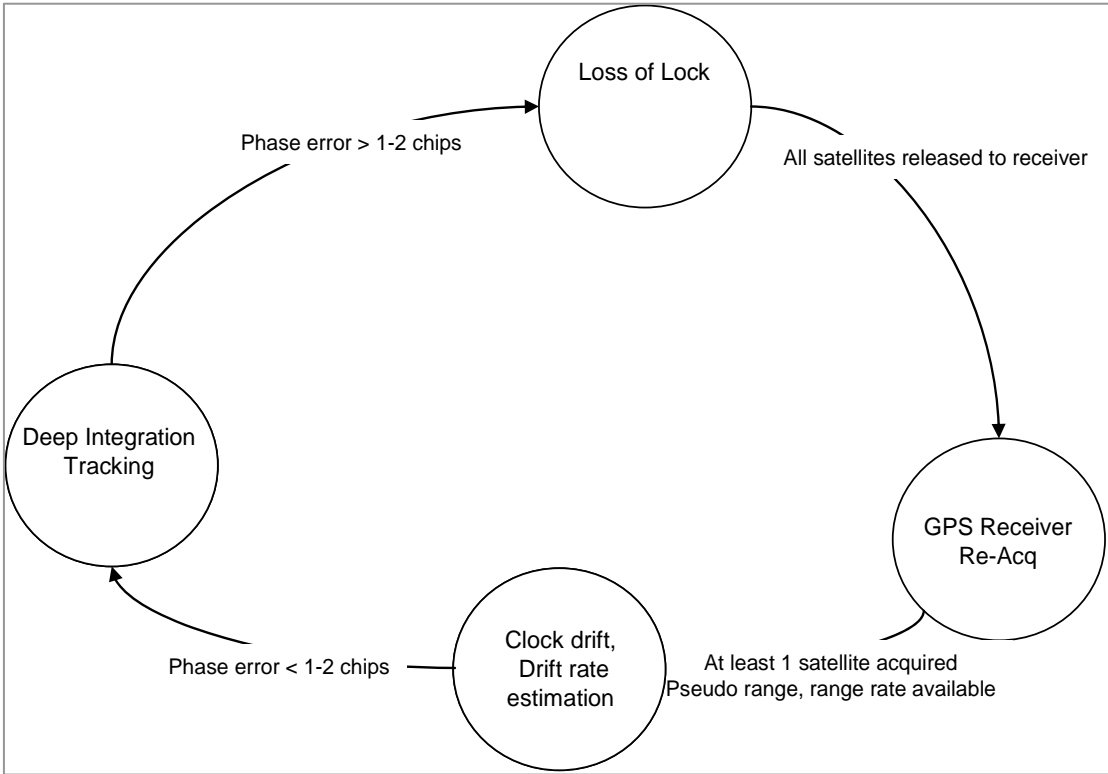 Loss of Lock
Phase error > 1-2 chips
All satellites released to receiver
Deep Integration
Tracking
GPS Receiver
Re-Acq
Clock drift,
Drift rate
estimation
Phase error < 1-2 chips
At least 1 satellite acquired
Pseudo range, range rate available